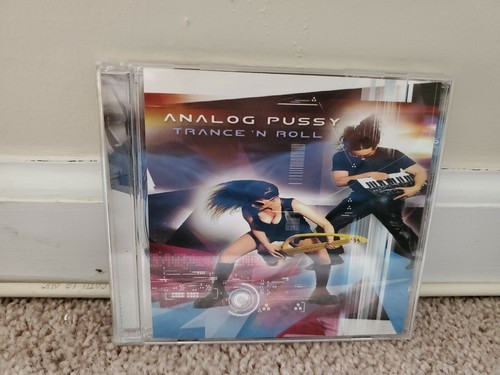 ANALOG PUSSY
TRANCE 'N ROLL